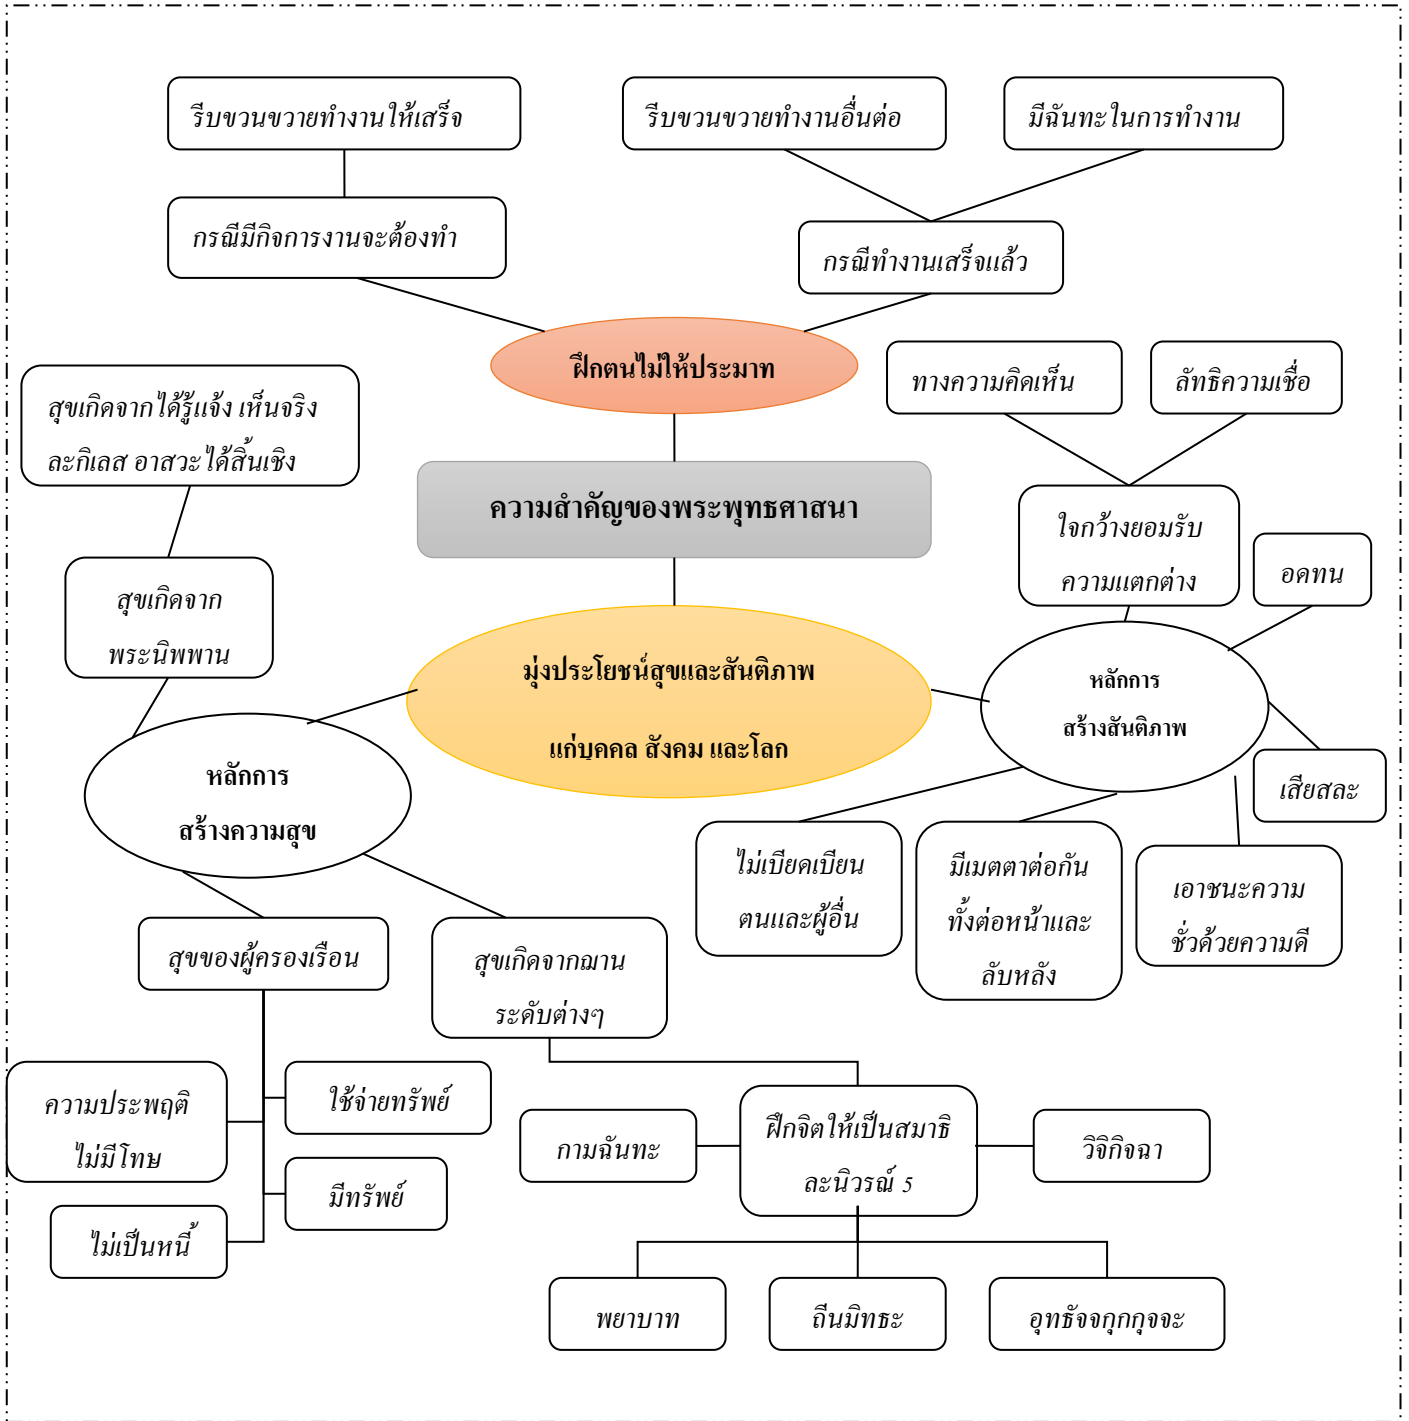 รีบขวนขวายทำงานให้เสร็จ
รีบขวนขวายทำงานอื่นต่อ
มีฉันทะในการทำงาน
กรณีมีกิจการงานจะต้องทำ
กรณีทำงานเสร็จแล้ว
ฝึกตนไม่ให้ประมาท
ทางความคิดเห็น
ลัทธิความเชื่อ
สุขเกิดจากได้รู้แจ้ง เห็นจริง
ละกิเลส อาสวะได้สิ้นเชิง
ความสำคัญของพระพุทธศาสนา
ใจกว้างยอมรับ
ความแตกต่าง
อดทน
สุขเกิดจาก
พระนิพพาน
มุ่งประโยชน์สุขและสันติภาพ
แก่บุคคล สังคม และโลก
หลักการ
สร้างสันติภาพ
หลักการ
สร้างความสุข
เสียสละ
ไม่เบียดเบียน
ตนและผู้อื่น
มีเมตตาต่อกัน
ทั้งต่อหน้าและ
ลับหลัง
เอาชนะความ
ชั่วด้วยความดี
สุขของผู้ครองเรือน
สุขเกิดจากฌาน
ระดับต่างๆ
ความประพฤติ
ไม่มีโทษ
ใช้จ่ายทรัพย์
มีทรัพย์
ไม่เป็นหนี้
กามฉันทะ
ฝึกจิตให้เป็นสมาธิ
ละนิวรณ์ 5
วิจิกิจฉา
พยาบาท
ถีนมิทธะ
อุทธัจจกุกกุจจะ